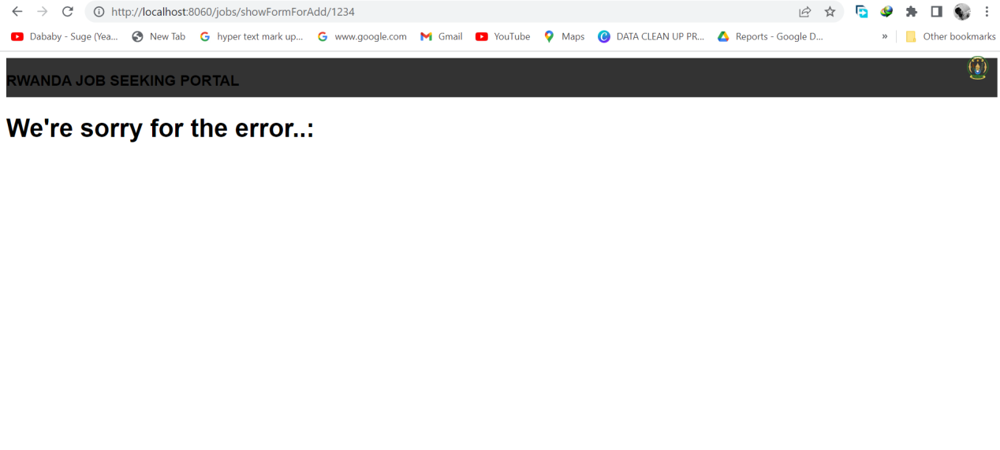 http://localhost:8060/jobs/showFormForAdd/1234
Dababy - Suge (Yea... New Tab hyper text mark up... www.google.com Gmail YouTube Maps DATA CLEAN UP PR... Reports - Google D... » Other bookmarks
RWANDA JOB SEEKING PORTAL
We're sorry for the error..: